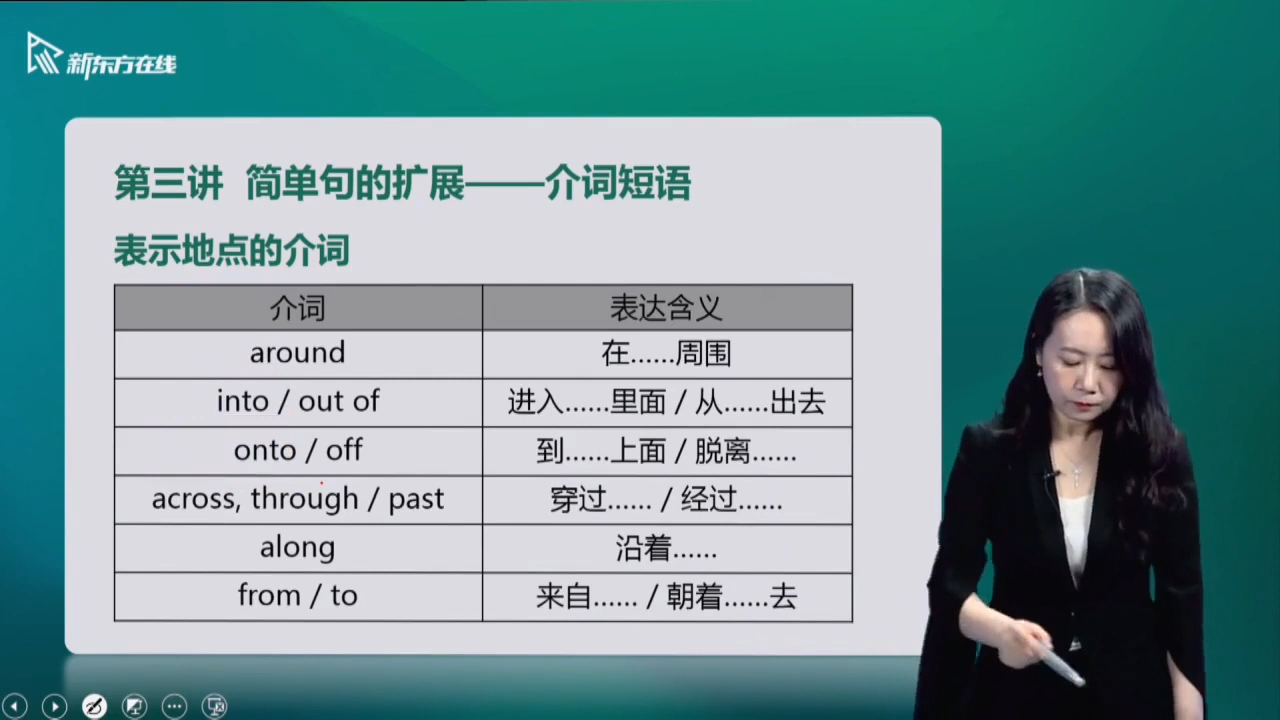 新东方在线
第三讲 简单句的扩展——介词短语
表示地点的介词
介词 表达含义
around 在……周围
into / out of 进入……里面 / 从……出去
onto / off 到……上面 / 脱离……
across, through / past 穿过…… / 经过……
along 沿着……
from / to 来自…… / 朝着……去